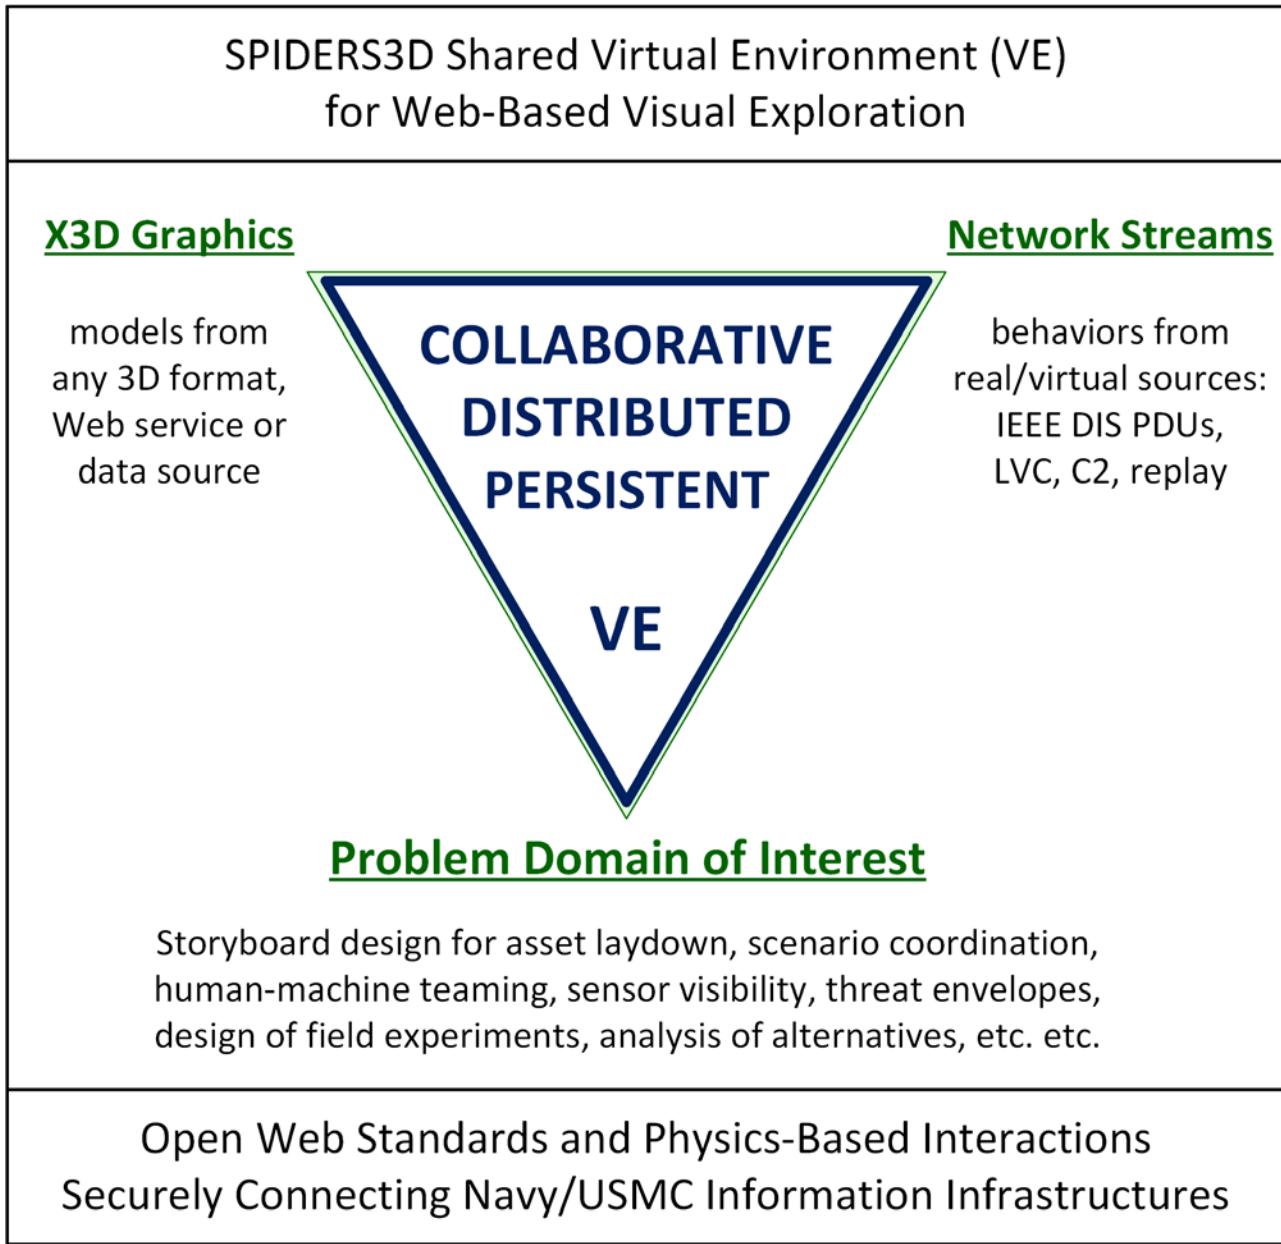 SPIDERS3D Shared Virtual Environment (VE)
for Web-Based Visual Exploration
X3D Graphics
models from
any 3D format,
Web service or
data source
COLLABORATIVE
DISTRIBUTED
PERSISTENT
VE
Network Streams
behaviors from
real/virtual sources:
IEEE DIS PDUs,
LVC, C2, replay
Problem Domain of Interest
Storyboard design for asset laydown, scenario coordination,
human-machine teaming, sensor visibility, threat envelopes,
design of field experiments, analysis of alternatives, etc. etc.
Open Web Standards and Physics-Based Interactions
Securely Connecting Navy/USMC Information Infrastructures